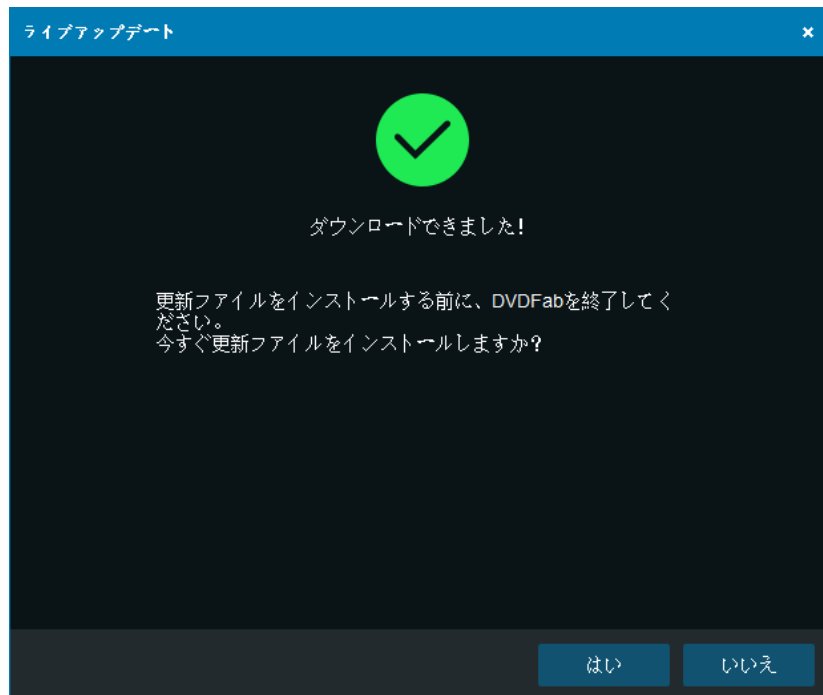 ライブアップデート
ダウンロードできました!
更新ファイルをインストールする前に、DVDFabを終了してく
ださい。
今すぐ更新ファイルをインストールしますか?
はい
いいえ